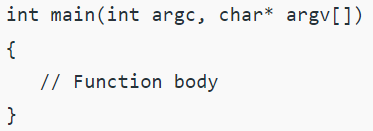 int main(int argc, char* argv[])
{
   // Function body
}